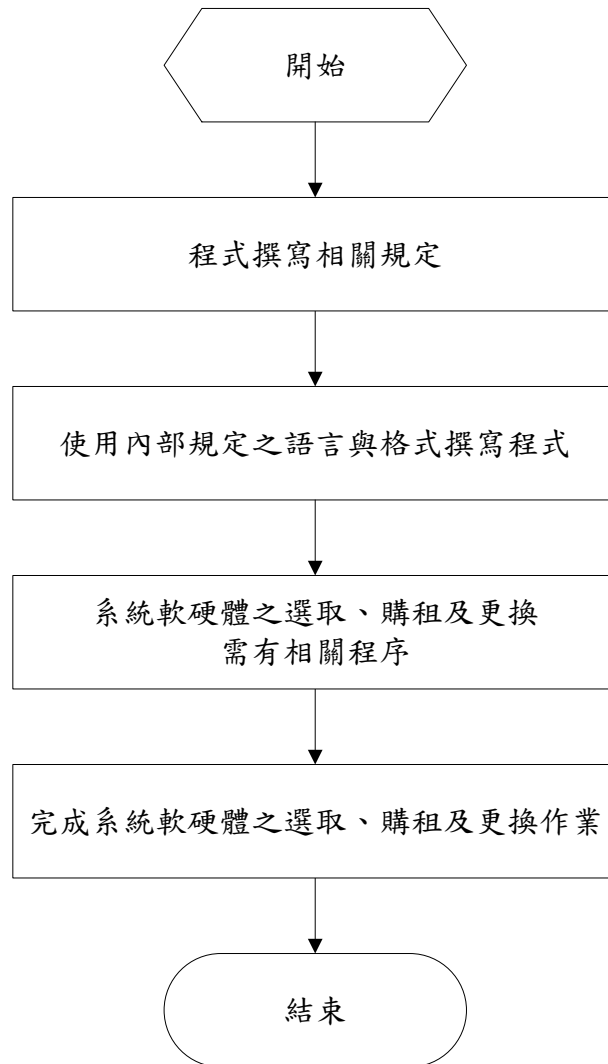 開始
程式撰寫相關規定
使用內部規定之語言與格式撰寫程式
系統軟硬體之選取、購租及更換
需有相關程序
完成系統軟硬體之選取、購租及更換作業
結束